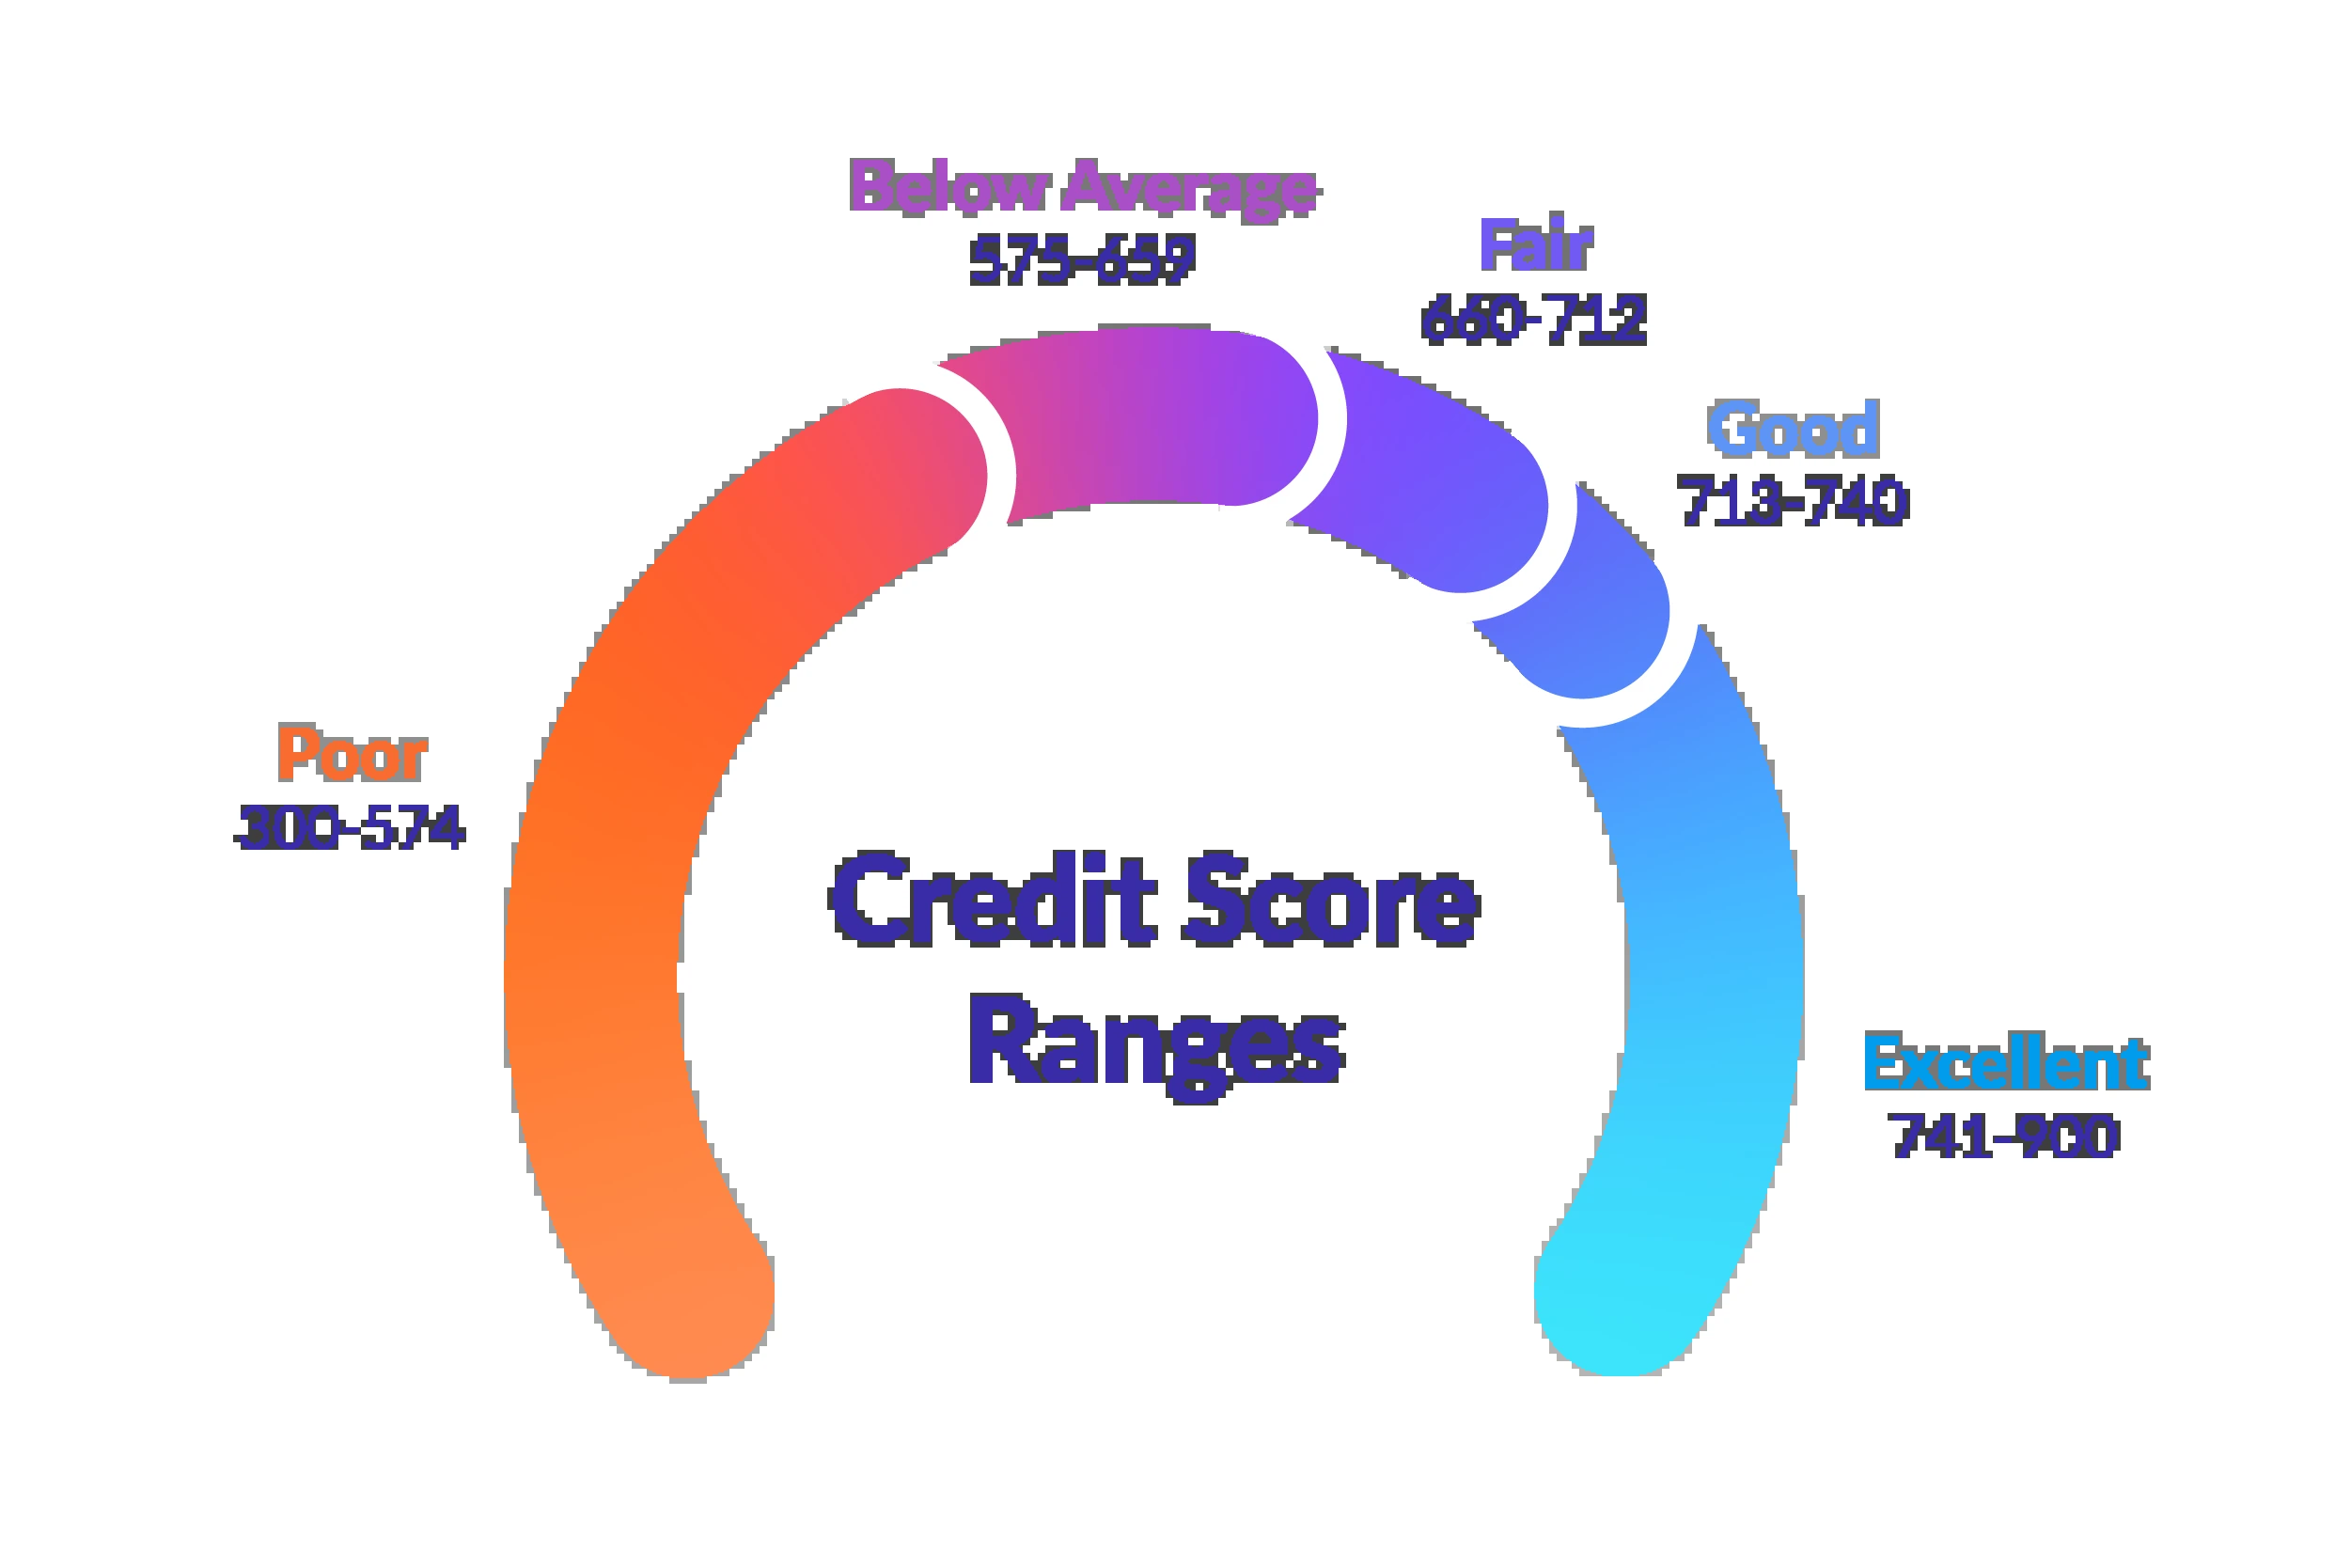 Below Average
575-659
Fair
660-712
Good
713-740
Poor
300-574
Credit Score
Ranges
Excellent
741-900